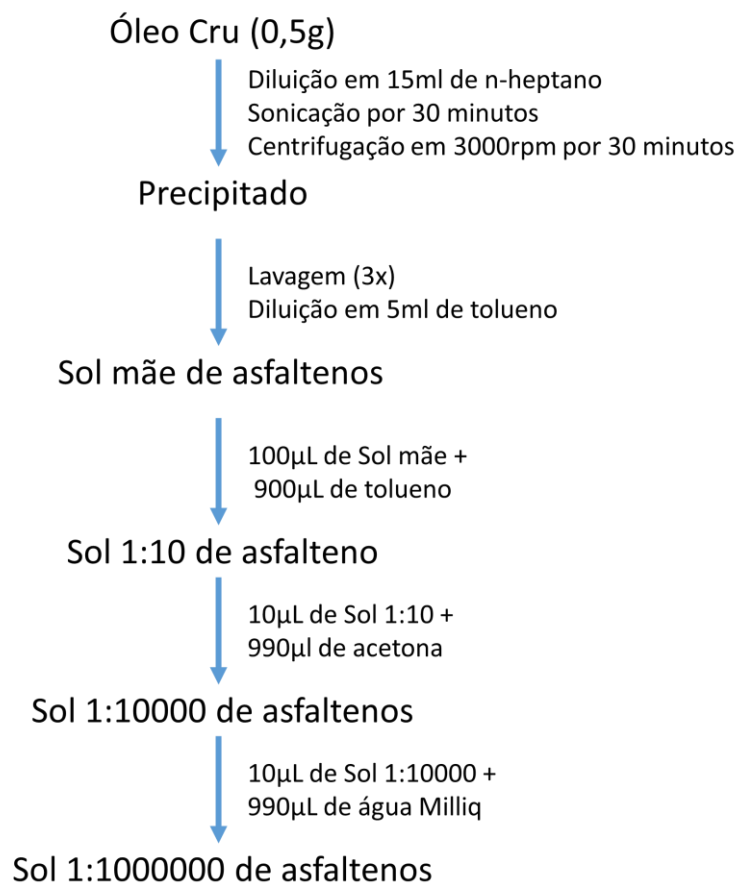 Óleo Cru (0,5g)
Diluição em 15ml de n-heptano
Sonicação por 30 minutos
Centrifugação em 3000rpm por 30 minutos
Precipitado
Lavagem (3x)
Diluição em 5ml de tolueno
Sol mãe de asfaltenos
100µL de Sol mãe +
900µL de tolueno
Sol 1:10 de asfalteno
10µL de Sol 1:10 +
990µl de acetona
Sol 1:10000 de asfaltenos
10µL de Sol 1:10000 +
990µL de água Milliq
Sol 1:1000000 de asfaltenos